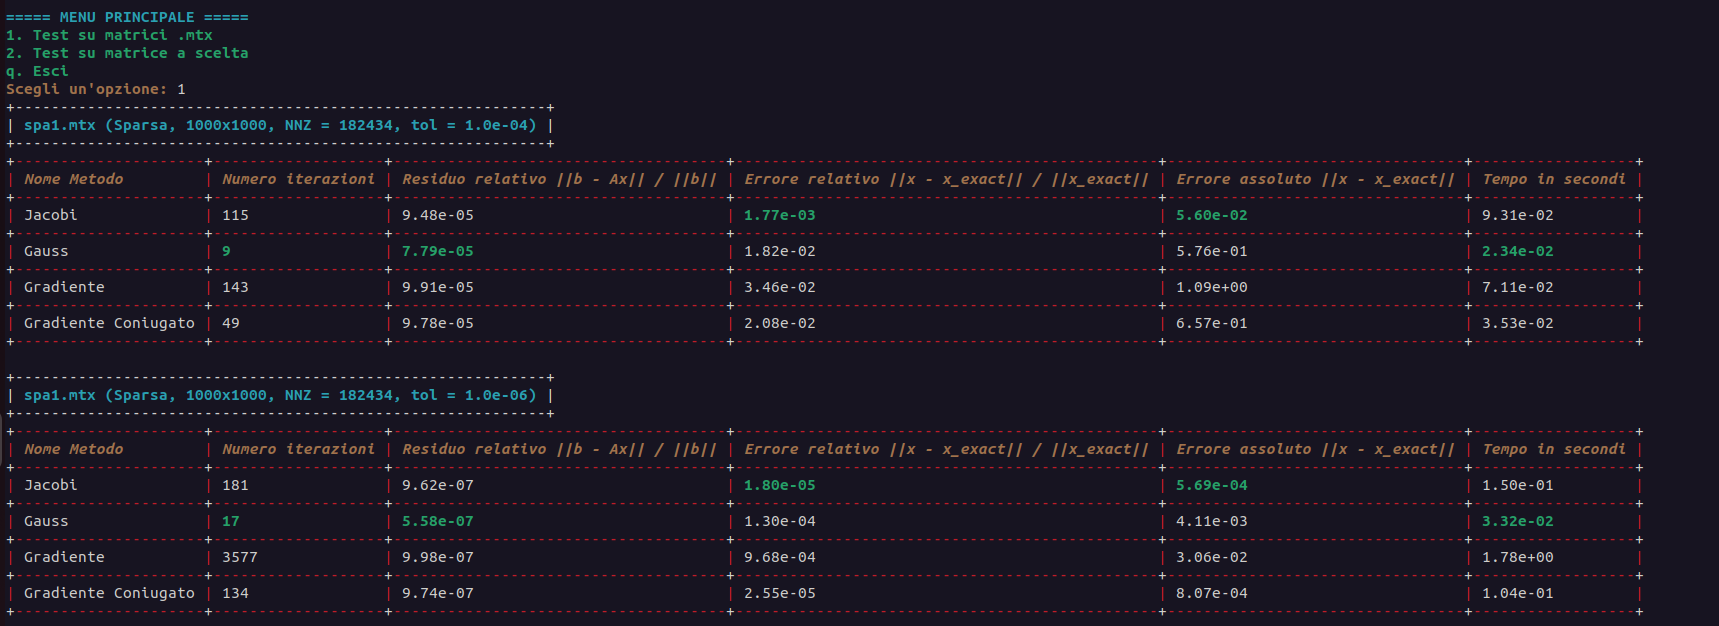 ===== MENU PRINCIPALE =====
1. Test su matrici .mtx
2. Test su matrice a scelta
q. Esci
Scegli un'opzione: 1
+-----------------------------------------------------------+
| spa1.mtx (Sparsa, 1000x1000, NNZ = 182434, tol = 1.0e-04) |
+-----------------------------------------------------------+
+---------------------+-------------------+-------------------------------------+-----------------------------------------------+---------------------------------+------------------+
| Nome Metodo         | Numero iterazioni | Residuo relativo ||b - Ax|| / ||b|| | Errore relativo ||x - x_exact|| / ||x_exact|| | Errore assoluto ||x - x_exact|| | Tempo in secondi |
+---------------------+-------------------+-------------------------------------+-----------------------------------------------+---------------------------------+------------------+
| Jacobi              | 115               | 9.48e-05                            | 1.77e-03                                      | 5.60e-02                        | 9.31e-02         |
+---------------------+-------------------+-------------------------------------+-----------------------------------------------+---------------------------------+------------------+
| Gauss               | 9                 | 7.79e-05                            | 1.82e-02                                      | 5.76e-01                        | 2.34e-02         |
+---------------------+-------------------+-------------------------------------+-----------------------------------------------+---------------------------------+------------------+
| Gradiente           | 143               | 9.91e-05                            | 3.46e-02                                      | 1.09e+00                        | 7.11e-02         |
+---------------------+-------------------+-------------------------------------+-----------------------------------------------+---------------------------------+------------------+
| Gradiente Coniugato | 49                | 9.78e-05                            | 2.08e-02                                      | 6.57e-01                        | 3.53e-02         |
+---------------------+-------------------+-------------------------------------+-----------------------------------------------+---------------------------------+------------------+
+-----------------------------------------------------------+
| spa1.mtx (Sparsa, 1000x1000, NNZ = 182434, tol = 1.0e-06) |
+-----------------------------------------------------------+
+---------------------+-------------------+-------------------------------------+-----------------------------------------------+---------------------------------+------------------+
| Nome Metodo         | Numero iterazioni | Residuo relativo ||b - Ax|| / ||b|| | Errore relativo ||x - x_exact|| / ||x_exact|| | Errore assoluto ||x - x_exact|| | Tempo in secondi |
+---------------------+-------------------+-------------------------------------+-----------------------------------------------+---------------------------------+------------------+
| Jacobi              | 181               | 9.62e-07                            | 1.80e-05                                      | 5.69e-04                        | 1.50e-01         |
+---------------------+-------------------+-------------------------------------+-----------------------------------------------+---------------------------------+------------------+
| Gauss               | 17                | 5.58e-07                            | 1.30e-04                                      | 4.11e-03                        | 3.32e-02         |
+---------------------+-------------------+-------------------------------------+-----------------------------------------------+---------------------------------+------------------+
| Gradiente           | 3577              | 9.98e-07                            | 9.68e-04                                      | 3.06e-02                        | 1.78e+00         |
+---------------------+-------------------+-------------------------------------+-----------------------------------------------+---------------------------------+------------------+
| Gradiente Coniugato | 134               | 9.74e-07                            | 2.55e-05                                      | 8.07e-04                        | 1.04e-01         |
+---------------------+-------------------+-------------------------------------+-----------------------------------------------+---------------------------------+------------------+